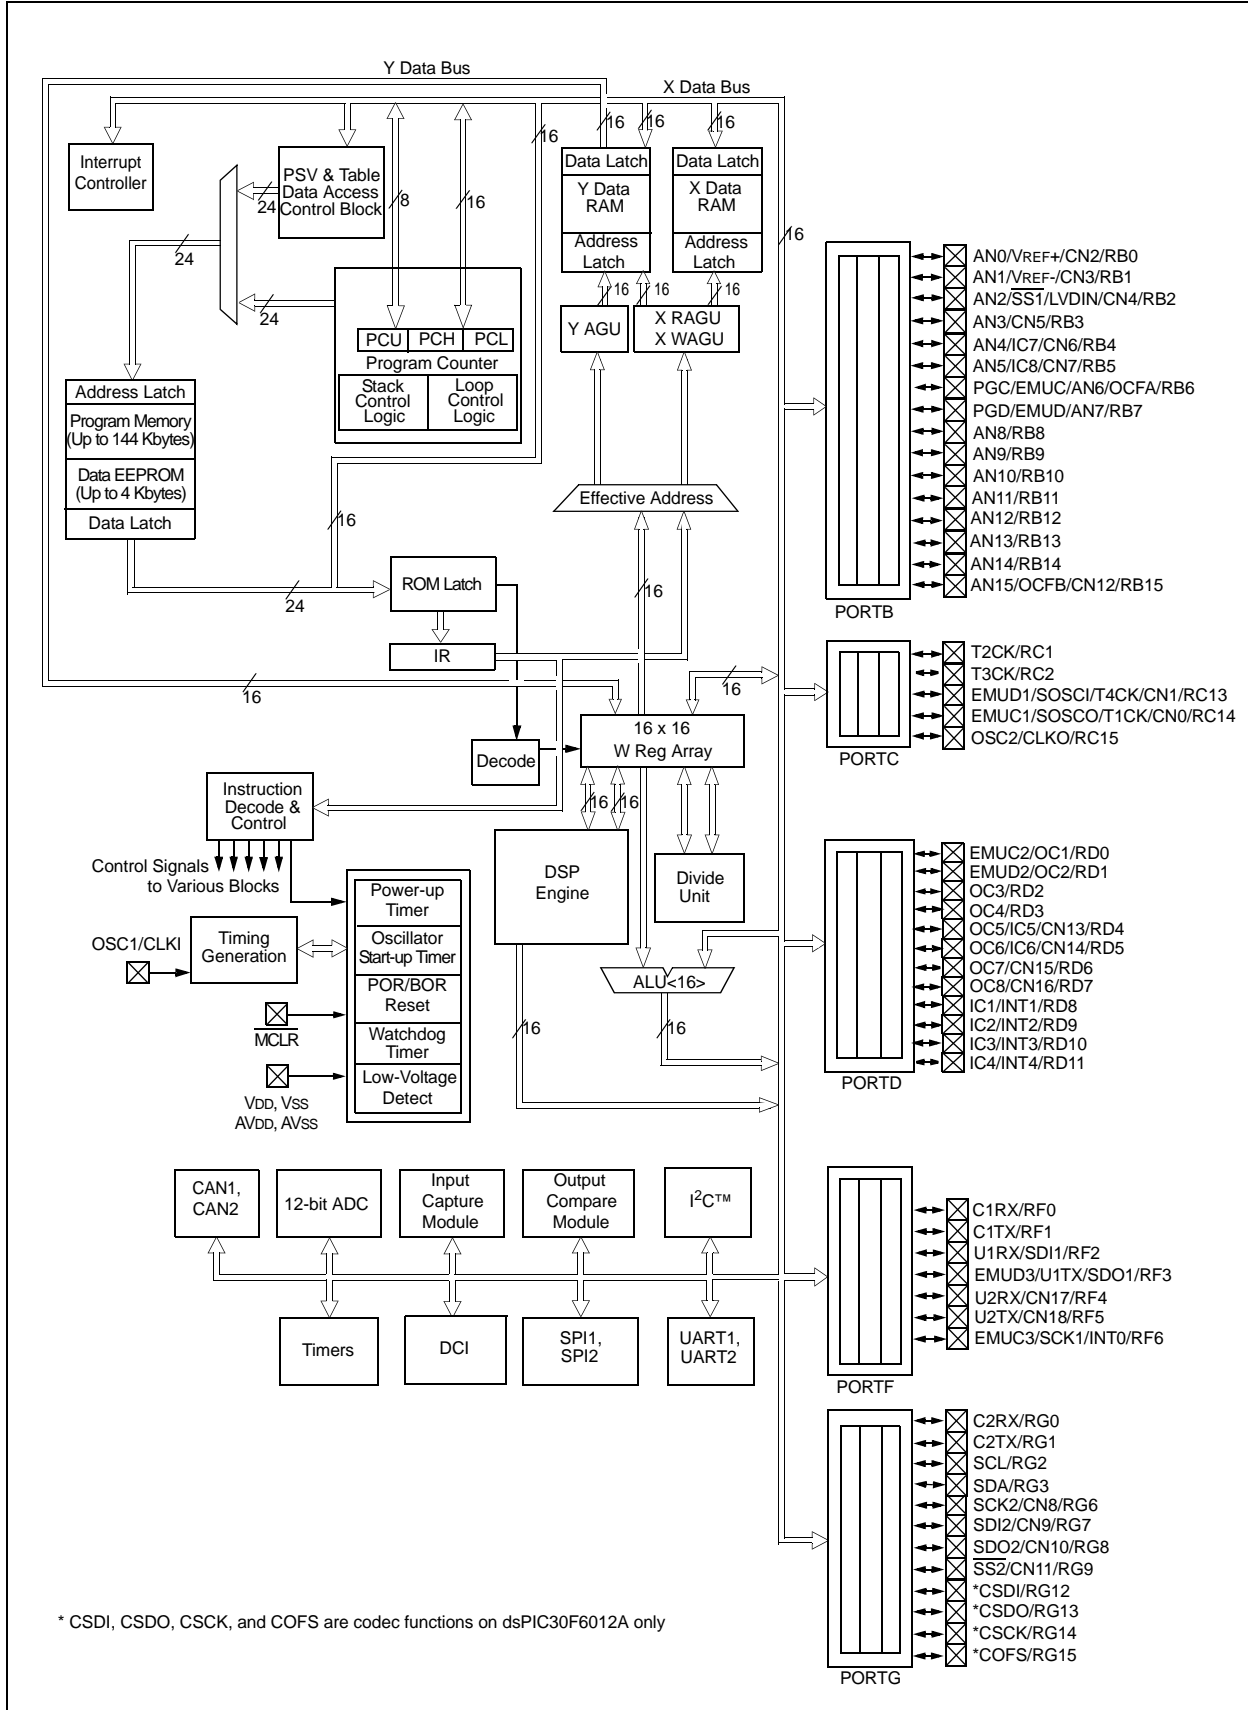 Y Data Bus
X Data Bus
16
16
16
16
Interrupt
Controller
PSV & Table
Data Access
Control Block
24
8
16
Data Latch
Y Data
RAM
Address
Latch
Data Latch
X Data
RAM
Address
Latch
16
24
24
16
16
16
Y AGU
X RAGU
X WAGU
PCU
PCH
PCL
Program Counter
Stack
Control
Logic
Loop
Control
Logic
Address Latch
Program Memory
(Up to 144 Kbytes)
Data EEPROM
(Up to 4 Kbytes)
Data Latch
16
Effective Address
24
ROM Latch
16
IR
16
16
16 x 16
W Reg Array
Decode
Instruction
Decode &
Control
16
16
Control Signals
to Various Blocks
DSP
Engine
Divide
Unit
Power-up
Timer
Oscillator
Start-up Timer
POR/BOR
Reset
Watchdog
Timer
Low-Voltage
Detect
OSC1/CLKI
Timing
Generation
MCLR
VDD, VSS
AVDD, AVSS
ALU<16>
16
16
CAN1,
CAN2
12-bit ADC
Input
Capture
Module
Output
Compare
Module
I2C™
Timers
DCI
SPI1,
SPI2
UART1,
UART2
AN0/VREF+/CN2/RB0
AN1/VREF-/CN3/RB1
AN2/SS1/LVDIN/CN4/RB2
AN3/CN5/RB3
AN4/IC7/CN6/RB4
AN5/IC8/CN7/RB5
PGC/EMUC/AN6/OCFA/RB6
PGD/EMUD/AN7/RB7
AN8/RB8
AN9/RB9
AN10/RB10
AN11/RB11
AN12/RB12
AN13/RB13
AN14/RB14
AN15/OCFB/CN12/RB15
PORTB
T2CK/RC1
T3CK/RC2
EMUD1/SOSCI/T4CK/CN1/RC13
EMUC1/SOSCO/T1CK/CN0/RC14
OSC2/CLKO/RC15
PORTC
EMUC2/OC1/RD0
EMUD2/OC2/RD1
OC3/RD2
OC4/RD3
OC5/IC5/CN13/RD4
OC6/IC6/CN14/RD5
OC7/CN15/RD6
OC8/CN16/RD7
IC1/INT1/RD8
IC2/INT2/RD9
IC3/INT3/RD10
IC4/INT4/RD11
PORTD
C1RX/RF0
C1TX/RF1
U1RX/SDI1/RF2
EMUD3/U1TX/SDO1/RF3
U2RX/CN17/RF4
U2TX/CN18/RF5
EMUC3/SCK1/INT0/RF6
PORTF
C2RX/RG0
C2TX/RG1
SCL/RG2
SDA/RG3
SCK2/CN8/RG6
SDI2/CN9/RG7
SDO2/CN10/RG8
SS2/CN11/RG9
*CSDI/RG12
*CSDO/RG13
*CSCK/RG14
*COFS/RG15
PORTG
* CSDI, CSDO, CSCK, and COFS are codec functions on dsPIC30F6012A only